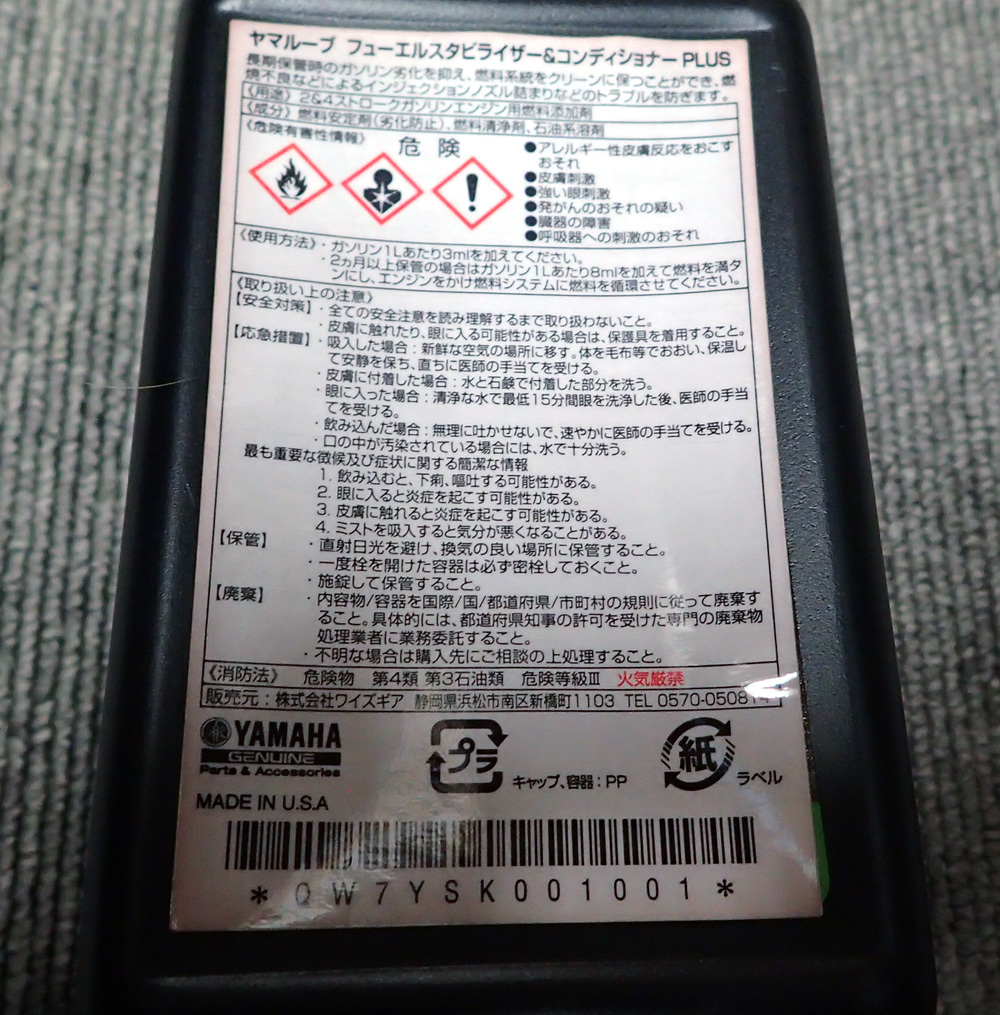 ヤマルーブ フューエルスタビライザー&コンディショナーPLUS
長期保管時のガソリン劣化を抑え、燃料系統をクリーンに保つことができ、燃
焼不良などによるインジェクションノズル詰まりなどのトラブルを防ぎます。
《用途》 2&4ストロークガソリンエンジン用燃料添加剤
《成分》 燃料安定剤(劣化防止)、燃料清浄剤、石油系溶剤
《危険有害性情報》
危 険
●アレルギー性皮膚反応をおこす
おそれ
●皮膚刺激
●強い眼刺激
●発がんのおそれの疑い
●臓器の障害
●呼吸器への刺激のおそれ
《使用方法》・ガソリン1Lあたり3mlを加えてください。
・2ヵ月以上保管の場合はガソリン1Lあたり8mlを加えて燃料を満タ
ンにし、エンジンをかけ燃料システムに燃料を循環させてください。
《取り扱い上の注意》
【安全対策】・全ての安全注意を読み理解するまで取り扱わないこと。
・皮膚に触れたり、眼に入る可能性がある場合は、保護具を着用すること。
【応急措置】・吸入した場合:新鮮な空気の場所に移す。体を毛布等でおおい、保温し
て安静を保ち、直ちに医師の手当てを受ける。
・皮膚に付着した場合:水と石鹸で付着した部分を洗う。
・眼に入った場合:清浄な水で最低15分間眼を洗浄した後、医師の手当
てを受ける。
・飲み込んだ場合:無理に吐かせないで、速やかに医師の手当てを受ける。
・口の中が汚染されている場合には、水で十分洗う。
最も重要な徴候及び症状に関する簡潔な情報
1. 飲み込むと、下痢、嘔吐する可能性がある。
2. 眼に入ると炎症を起こす可能性がある。
3. 皮膚に触れると炎症を起こす可能性がある。
4. ミストを吸入すると気分が悪くなることがある。
【保管】 ・直射日光を避け、換気の良い場所に保管すること。
・一度栓を開けた容器は必ず密栓しておくこと。
・施錠して保管すること。
【廃棄】 ・内容物/容器を国際/国/都道府県/市町村の規則に従って廃棄す
ること。具体的には、都道府県知事の許可を受けた専門の廃棄物
処理業者に業務委託すること。
・不明な場合は購入先にご相談の上処理すること。
《消防法》 危険物 第4類 第3石油類 危険等級Ⅲ 火気厳禁
販売元:株式会社ワイズギア 静岡県浜松市南区新橋町1103 TEL 0570-050814
YAMAHA
GENUINE
Parts & Accessories
プラ
キャップ、容器:PP
紙
ラベル
MADE IN U.S.A
*QW7YSK001001*